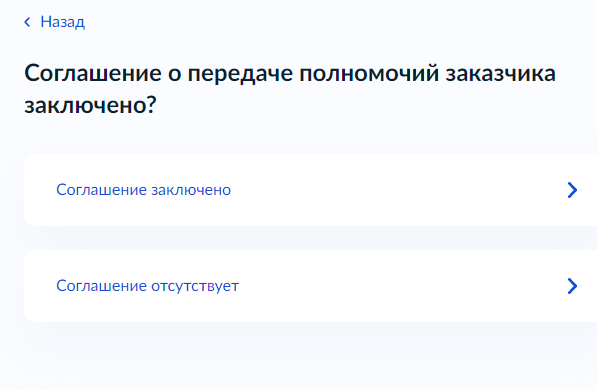 Назад
Соглашение о передаче полномочий заказчика
заключено?
Соглашение заключено
Соглашение отсутствует